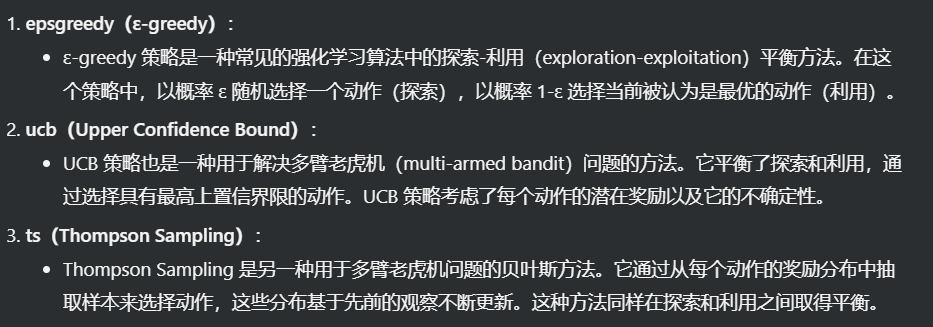 1. epsgreedy（ε-greedy）：
• ε-greedy 策略是一种常见的强化学习算法中的探索-利用（exploration-exploitation）平衡方法。在这
个策略中，以概率 ε 随机选择一个动作（探索），以概率 1-ε 选择当前被认为是最优的动作（利用）。
2. ucb（Upper Confidence Bound）：
• UCB 策略也是一种用于解决多臂老虎机（multi-armed bandit）问题的方法。它平衡了探索和利用，通
过选择具有最高上置信界限的动作。UCB 策略考虑了每个动作的潜在奖励以及它的不确定性。
3. ts（Thompson Sampling）：
• Thompson Sampling 是另一种用于多臂老虎机问题的贝叶斯方法。它通过从每个动作的奖励分布中抽
取样本来选择动作，这些分布基于先前的观察不断更新。这种方法同样在探索和利用之间取得平衡。